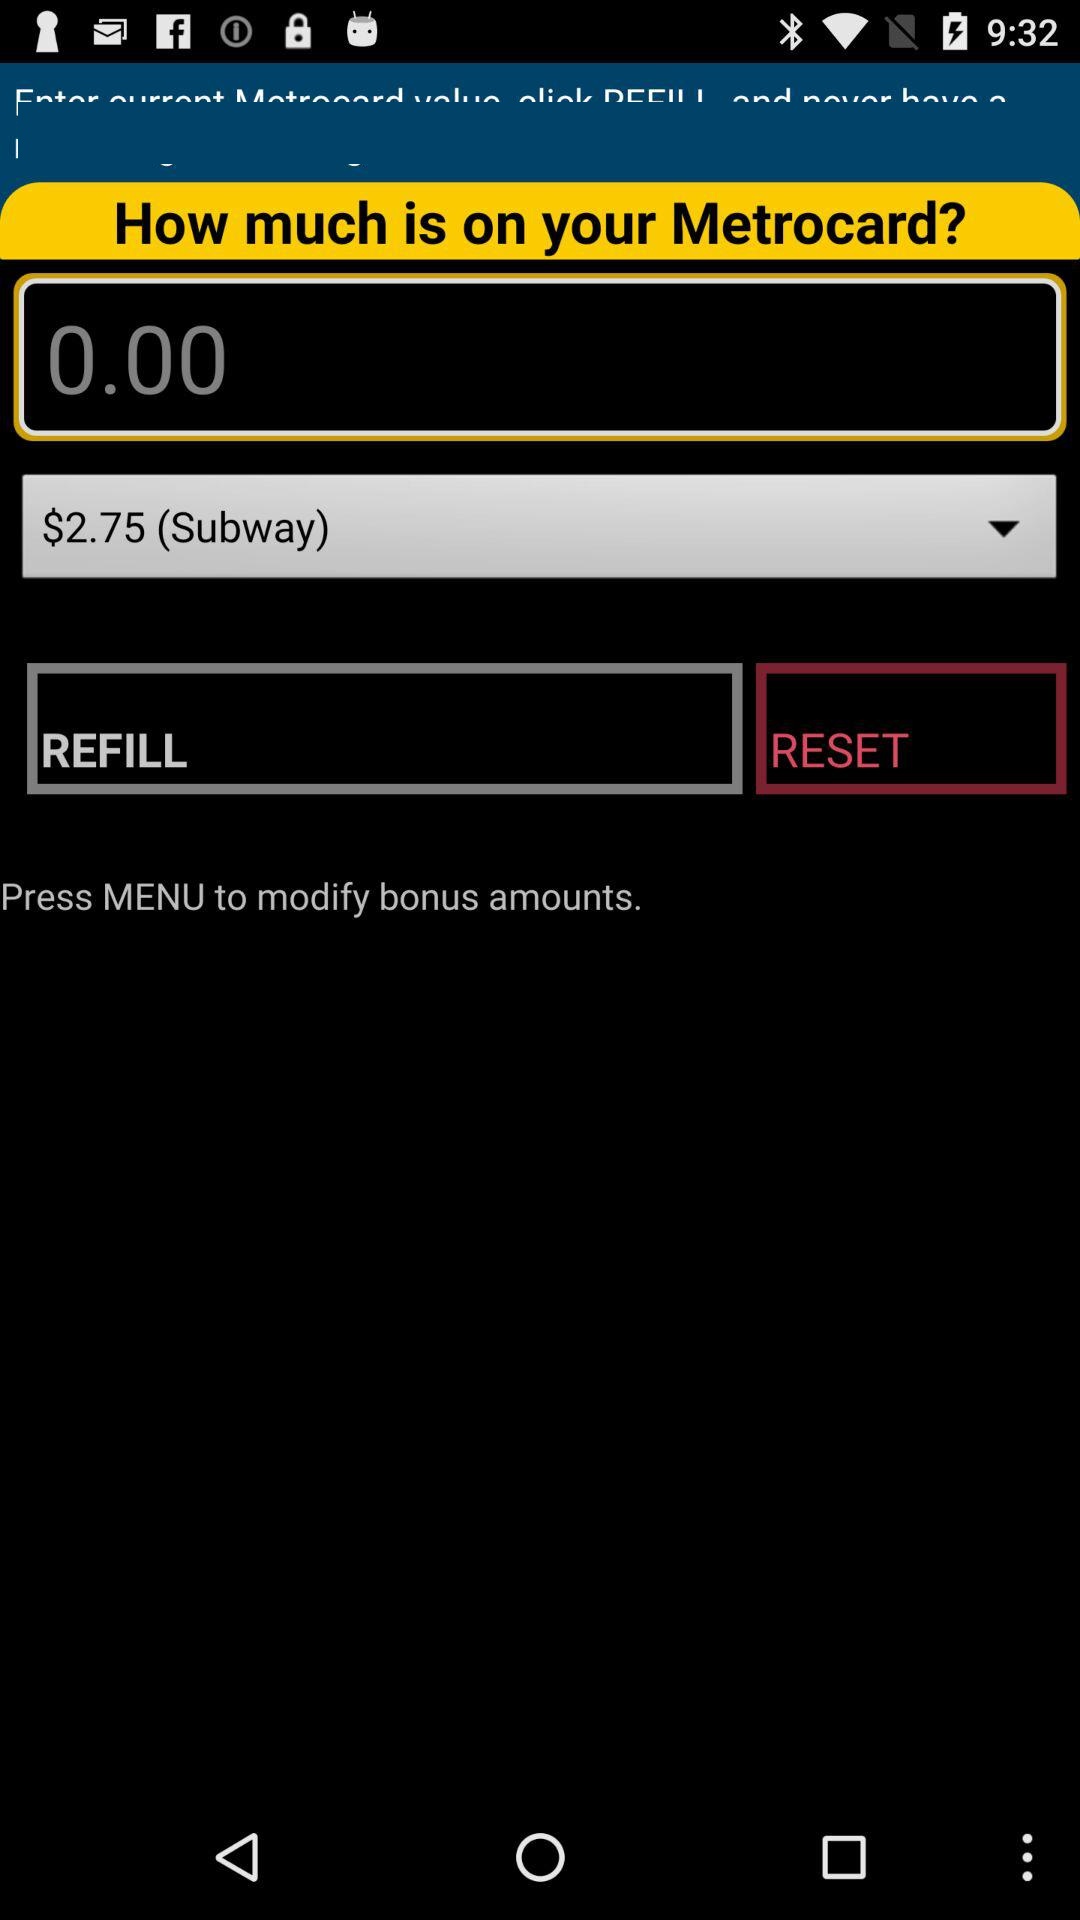 9:32
Enter current Metrocard value, click REFILL, and never have a
How much is on your Metrocard?
0.00
$2.75 (Subway)
REFILL
RESET
Press MENU to modify bonus amounts.